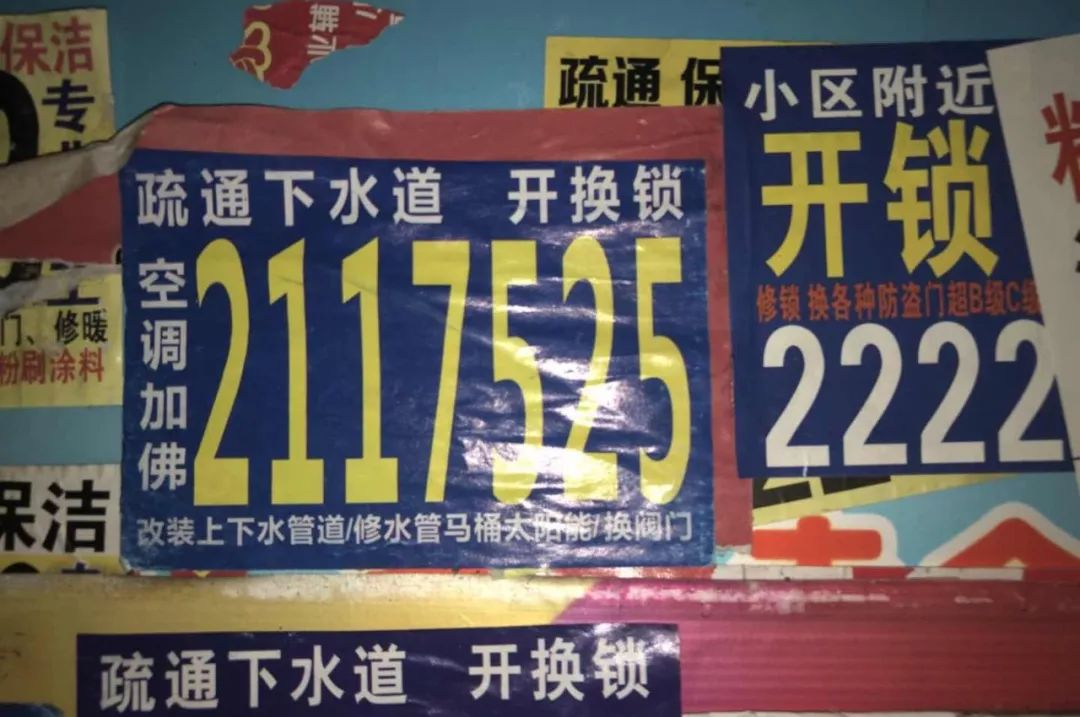 保洁
专
业辅
疏通 保
疏通下水道 开换锁
空调加佛
2117525
改装上下水管道/修水管马桶太阳能/换阀门
小区附近
开锁
修锁 换各种防盗门超B级C级
2222
门、修暖
粉刷涂料
保洁
疏通下水道 开换锁